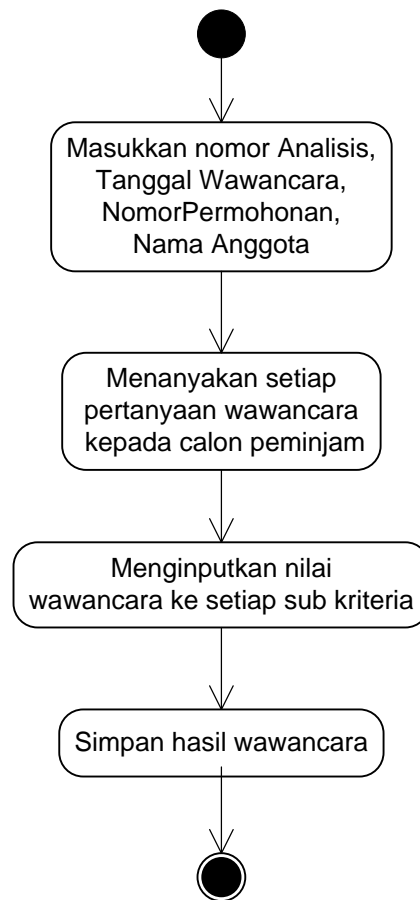 Masukkan nomor Analisis,
Tanggal Wawancara,
NomorPermohonan,
Nama Anggota
Menanyakan setiap
pertanyaan wawancara
kepada calon peminjam
Menginputkan nilai
wawancara ke setiap sub kriteria
Simpan hasil wawancara